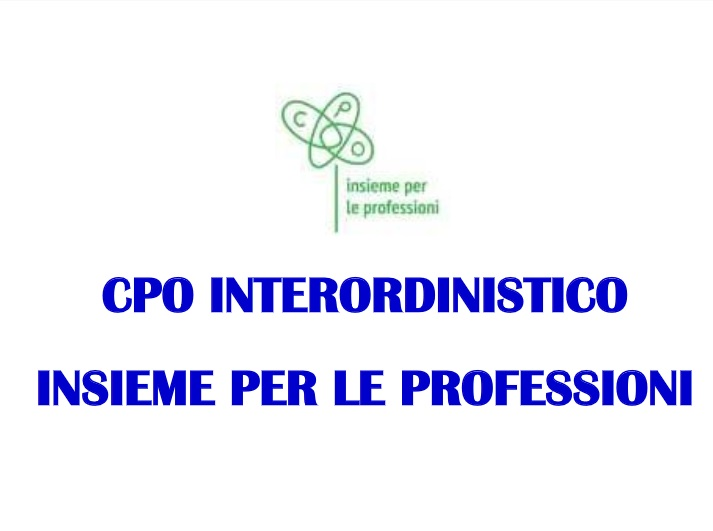 C P O
insieme per
le professioni
CPO INTERORDINISTICO
INSIEME PER LE PROFESSIONI